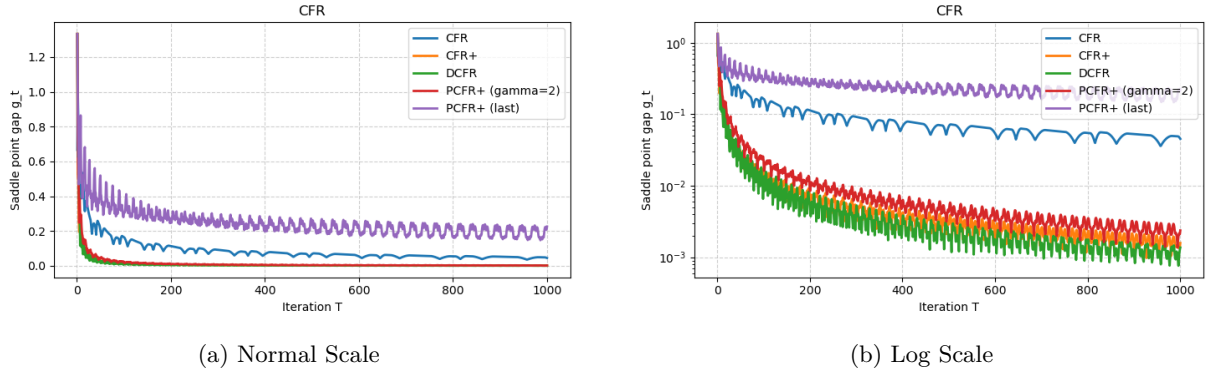 CFR
Saddle point gap g_t
1.2
1.0
0.8
0.6
0.4
0.2
0.0
0
200
400
600
800
1000
Iteration T
CFR
CFR+
DCFR
PCFR+ (gamma=2)
PCFR+ (last)
(a) Normal Scale
CFR
Saddle point gap g_t
10⁰
10⁻¹
10⁻²
10⁻³
0
200
400
600
800
1000
Iteration T
CFR
CFR+
DCFR
PCFR+ (gamma=2)
PCFR+ (last)
(b) Log Scale